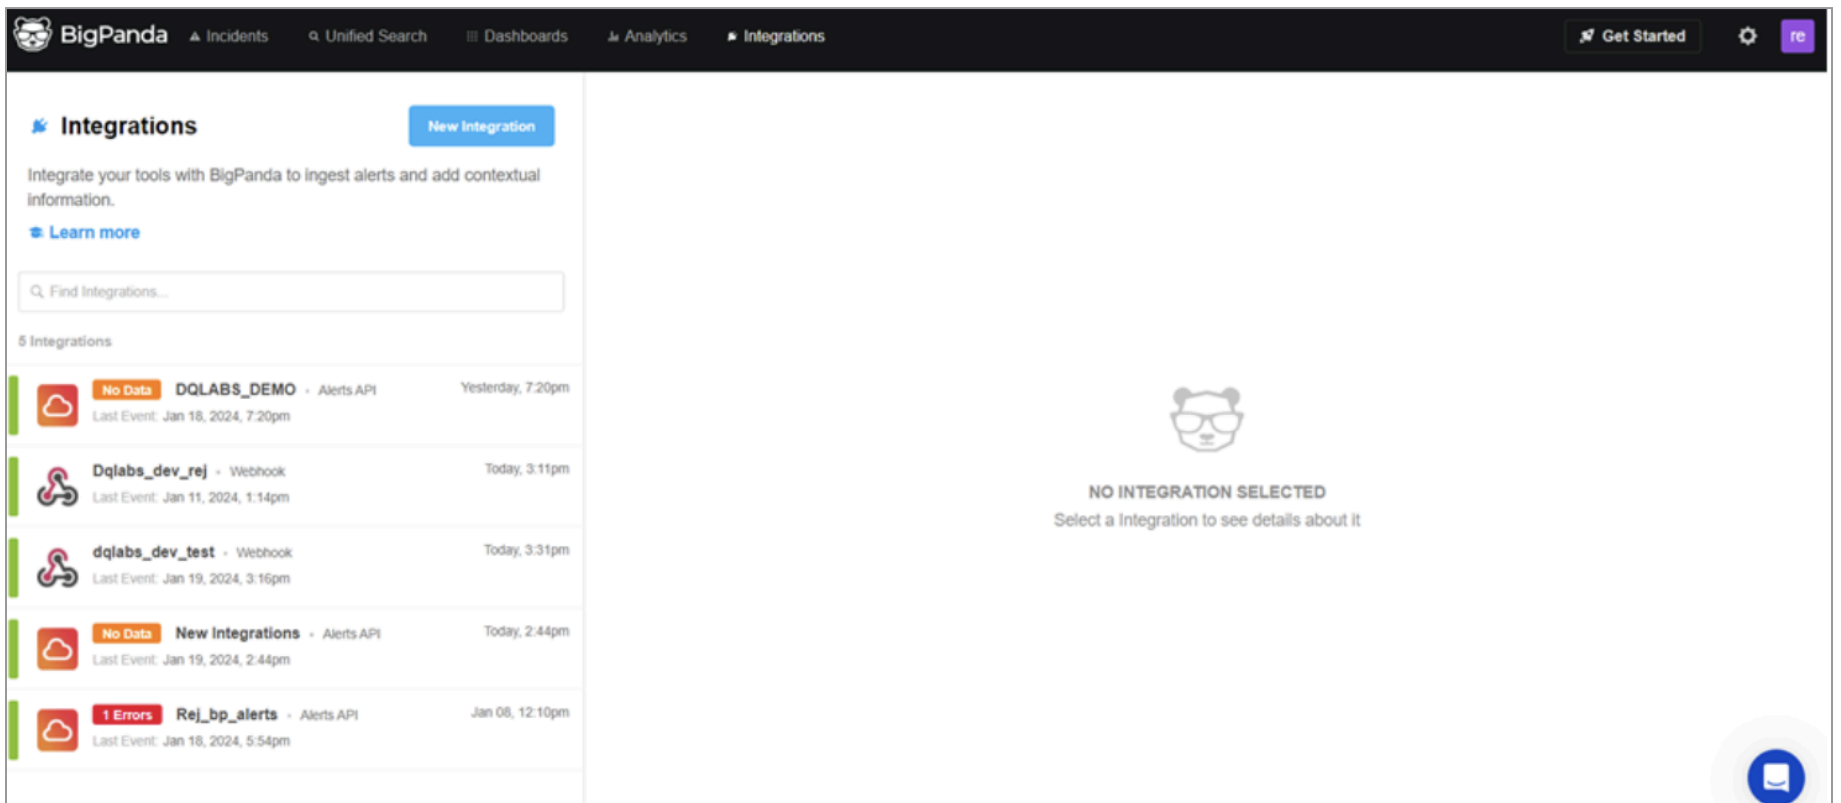 BigPanda Incidents Unified Search Dashboards Analytics Integrations Get Started re
Integrations New Integration
Integrate your tools with BigPanda to ingest alerts and add contextual
information.
Learn more
Find Integrations...
5 Integrations
No Data DQLABS_DEMO • Alerts API Yesterday, 7:20pm
Last Event: Jan 18, 2024, 7:20pm
Dqlabs_dev_rej • Webhook Today, 3:11pm
Last Event: Jan 11, 2024, 1:14pm
dqlabs_dev_test • Webhook Today, 3:31pm
Last Event: Jan 19, 2024, 3:16pm
No Data New Integrations • Alerts API Today, 2:44pm
Last Event: Jan 19, 2024, 2:44pm
1 Errors Rej_bp_alerts • Alerts API Jan 08, 12:10pm
Last Event: Jan 18, 2024, 5:54pm
NO INTEGRATION SELECTED
Select a Integration to see details about it